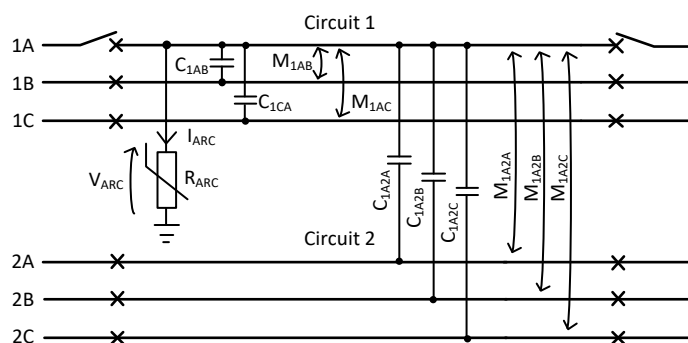 Circuit 1
1A
C1AB
M1AB
1B
C1CA
M1AC
1C
IARC
VARC
RARC
C1A2A
C1A2B
C1A2C
M1A2A
M1A2B
M1A2C
Circuit 2
2A
2B
2C